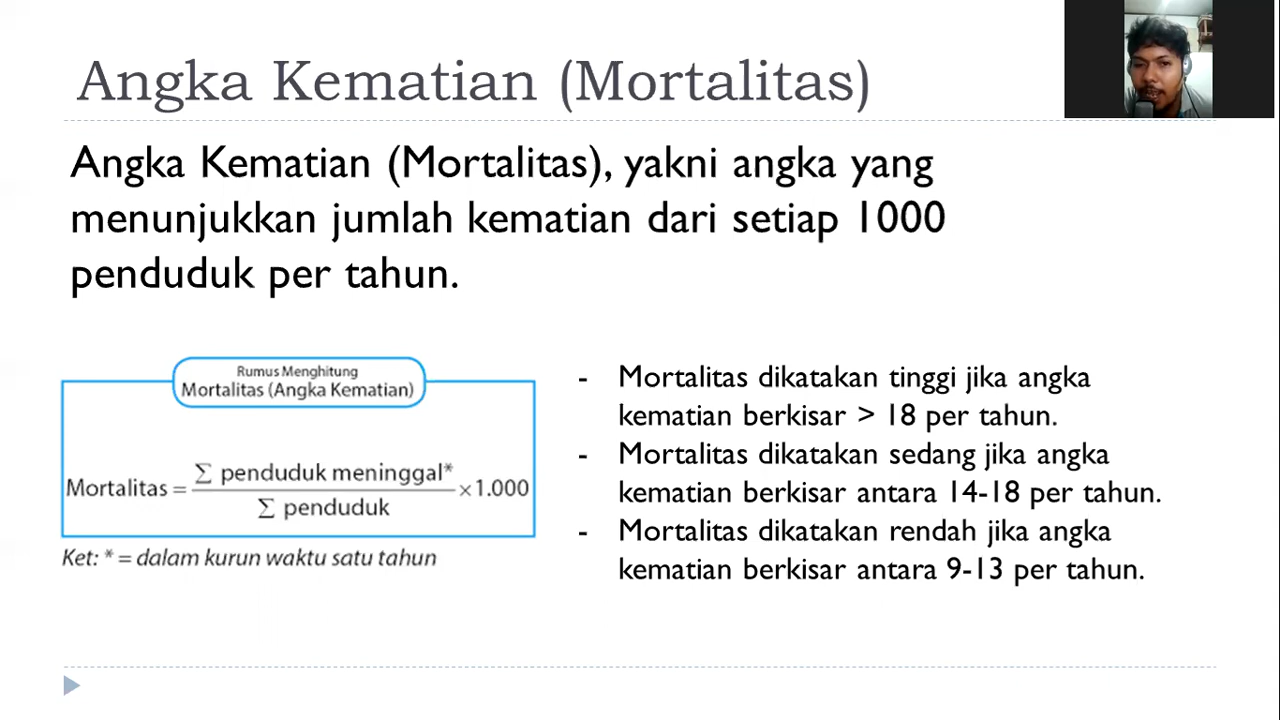 Angka Kematian (Mortalitas)
Angka Kematian (Mortalitas), yakni angka yang
menunjukkan jumlah kematian dari setiap 1000
penduduk per tahun.
Rumus Menghitung
Mortalitas (Angka Kematian)
Mortalitas = ∑ penduduk meninggal* / ∑ penduduk ×1.000
Ket: * = dalam kurun waktu satu tahun
- Mortalitas dikatakan tinggi jika angka
kematian berkisar > 18 per tahun.
- Mortalitas dikatakan sedang jika angka
kematian berkisar antara 14-18 per tahun.
- Mortalitas dikatakan rendah jika angka
kematian berkisar antara 9-13 per tahun.